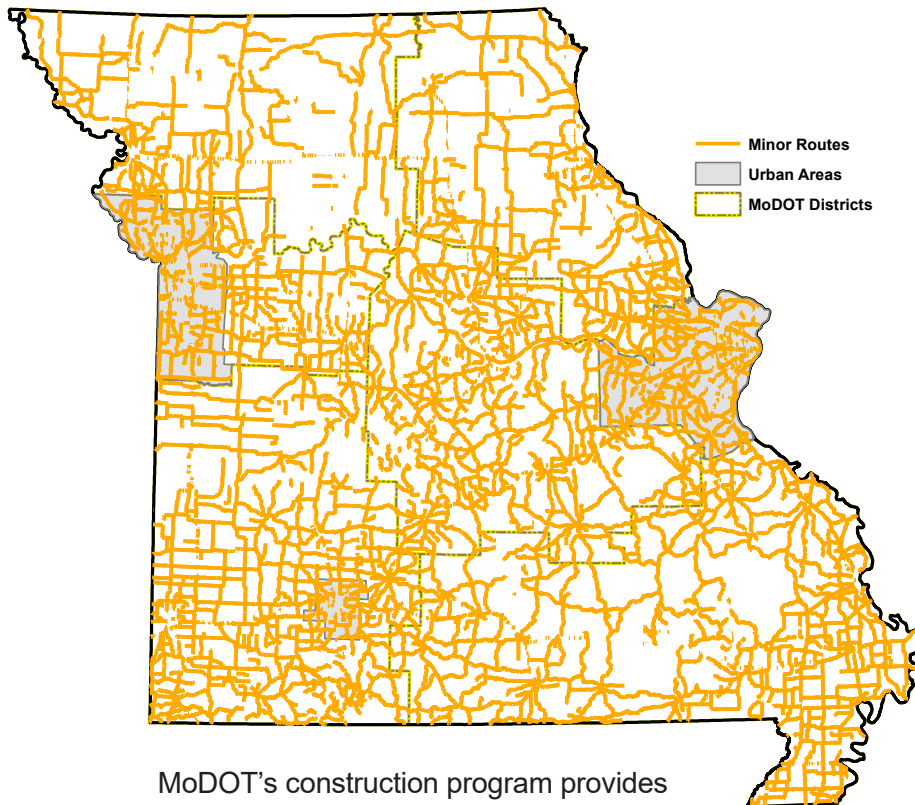 Minor Routes
Urban Areas
MoDOT Districts
MoDOT’s construction program provides